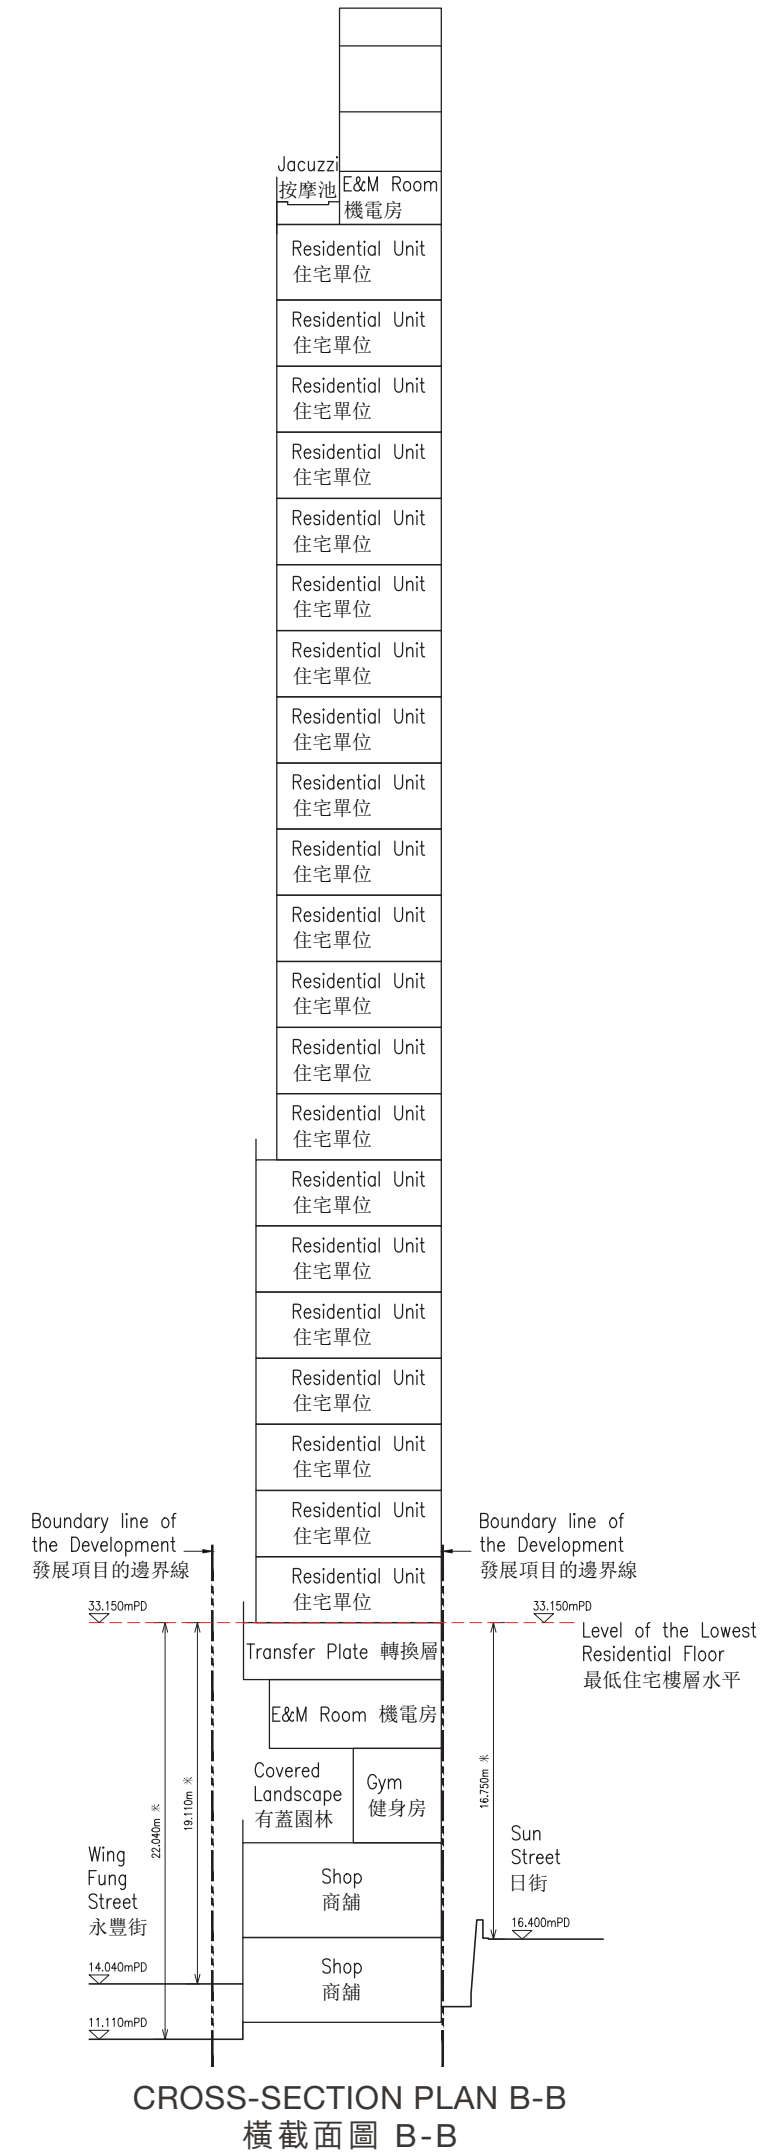 Jacuzzi
按摩池
E&M Room
機電房
Residential Unit
住宅單位
Residential Unit
住宅單位
Residential Unit
住宅單位
Residential Unit
住宅單位
Residential Unit
住宅單位
Residential Unit
住宅單位
Residential Unit
住宅單位
Residential Unit
住宅單位
Residential Unit
住宅單位
Residential Unit
住宅單位
Residential Unit
住宅單位
Residential Unit
住宅單位
Residential Unit
住宅單位
Residential Unit
住宅單位
Residential Unit
住宅單位
Residential Unit
住宅單位
Residential Unit
住宅單位
Residential Unit
住宅單位
Residential Unit
住宅單位
Residential Unit
住宅單位
Residential Unit
住宅單位
Boundary line of
the Development
發展項目的邊界線
Boundary line of
the Development
發展項目的邊界線
33.150mPD
33.150mPD
Level of the Lowest
Residential Floor
最低住宅樓層水平
Transfer Plate 轉換層
E&M Room 機電房
Covered
Landscape
有蓋園林
Gym
健身房
22.040m 米
19.110m 米
16.750m 米
Wing
Fung
Street
永豐街
Shop
商舖
Sun
Street
日街
16.400mPD
14.040mPD
Shop
商舖
11.110mPD
CROSS-SECTION PLAN B-B
橫截面圖 B-B